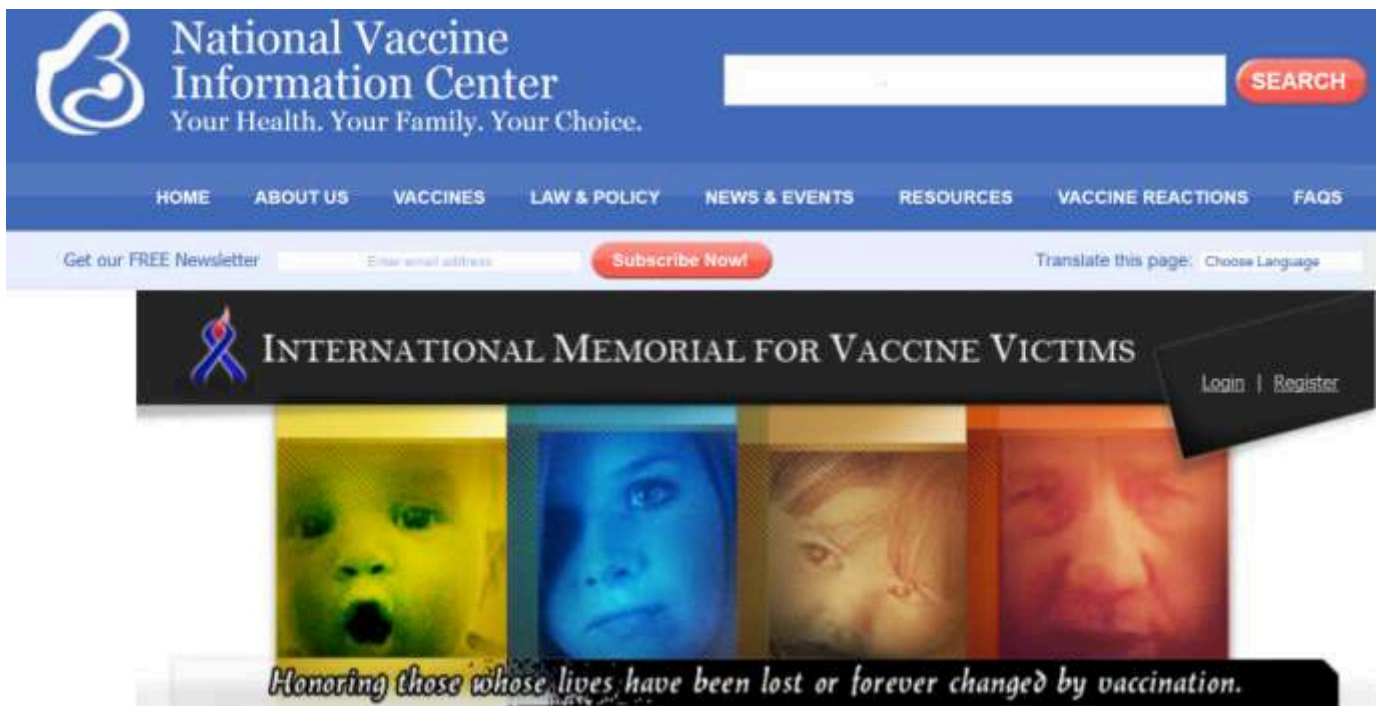 National Vaccine
Information Center
Your Health. Your Family. Your Choice.
SEARCH
HOME ABOUT US VACCINES LAW & POLICY NEWS & EVENTS RESOURCES VACCINE REACTIONS FAQS
Get our FREE Newsletter Enter email address Subscribe Now! Translate this page: Choose Language
INTERNATIONAL MEMORIAL FOR VACCINE VICTIMS
Login | Register
Honoring those whose lives have been lost or forever changed by vaccination.